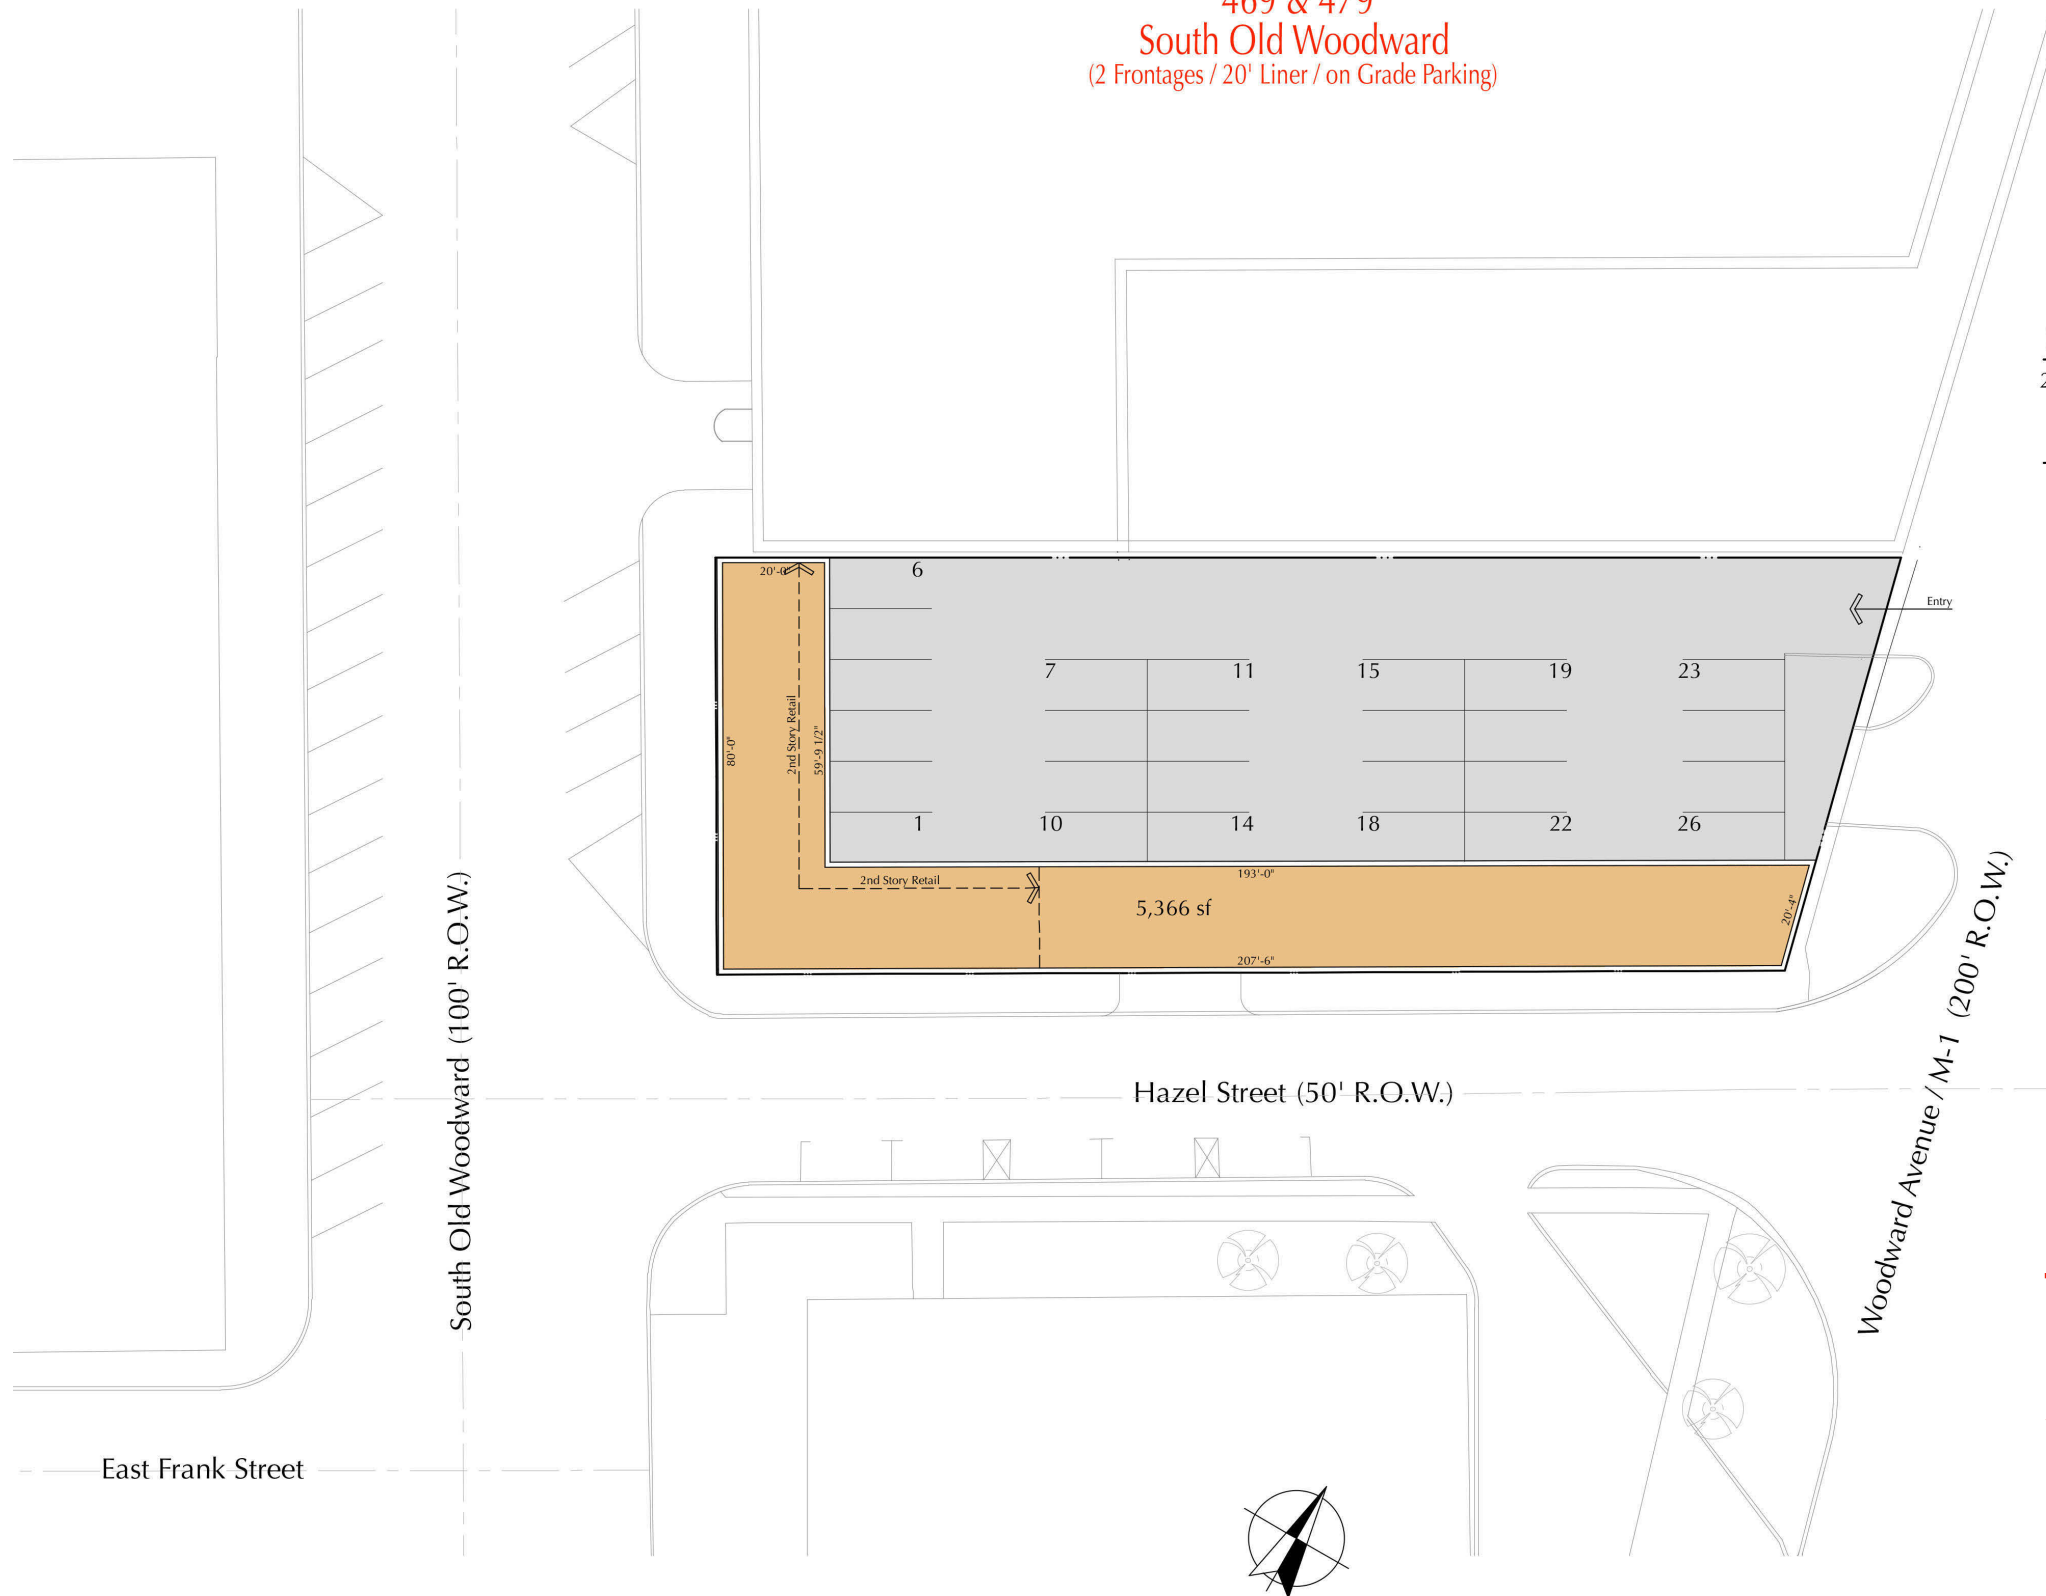 469 & 479
South Old Woodward
(2 Frontages / 20' Liner / on Grade Parking)
20'-0"
6
Entry
7
11
15
19
23
2nd Story Retail
59'-9 1/2"
80'-0"
1
10
14
18
22
26
2nd Story Retail
193'-0"
5,366 sf
20'-4"
207'-6"
South Old Woodward (100' R.O.W.)
Hazel Street (50' R.O.W.)
Woodward Avenue / M-1 (200' R.O.W.)
East Frank Street